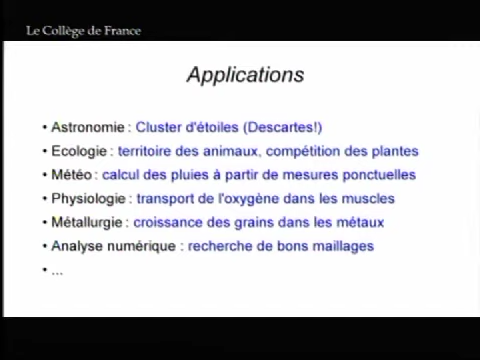 Le Collège de France
Applications
• Astronomie : Cluster d'étoiles (Descartes!)
• Ecologie : territoire des animaux, compétition des plantes
• Météo : calcul des pluies à partir de mesures ponctuelles
• Physiologie : transport de l'oxygène dans les muscles
• Métallurgie : croissance des grains dans les métaux
• Analyse numérique : recherche de bons maillages
• ...